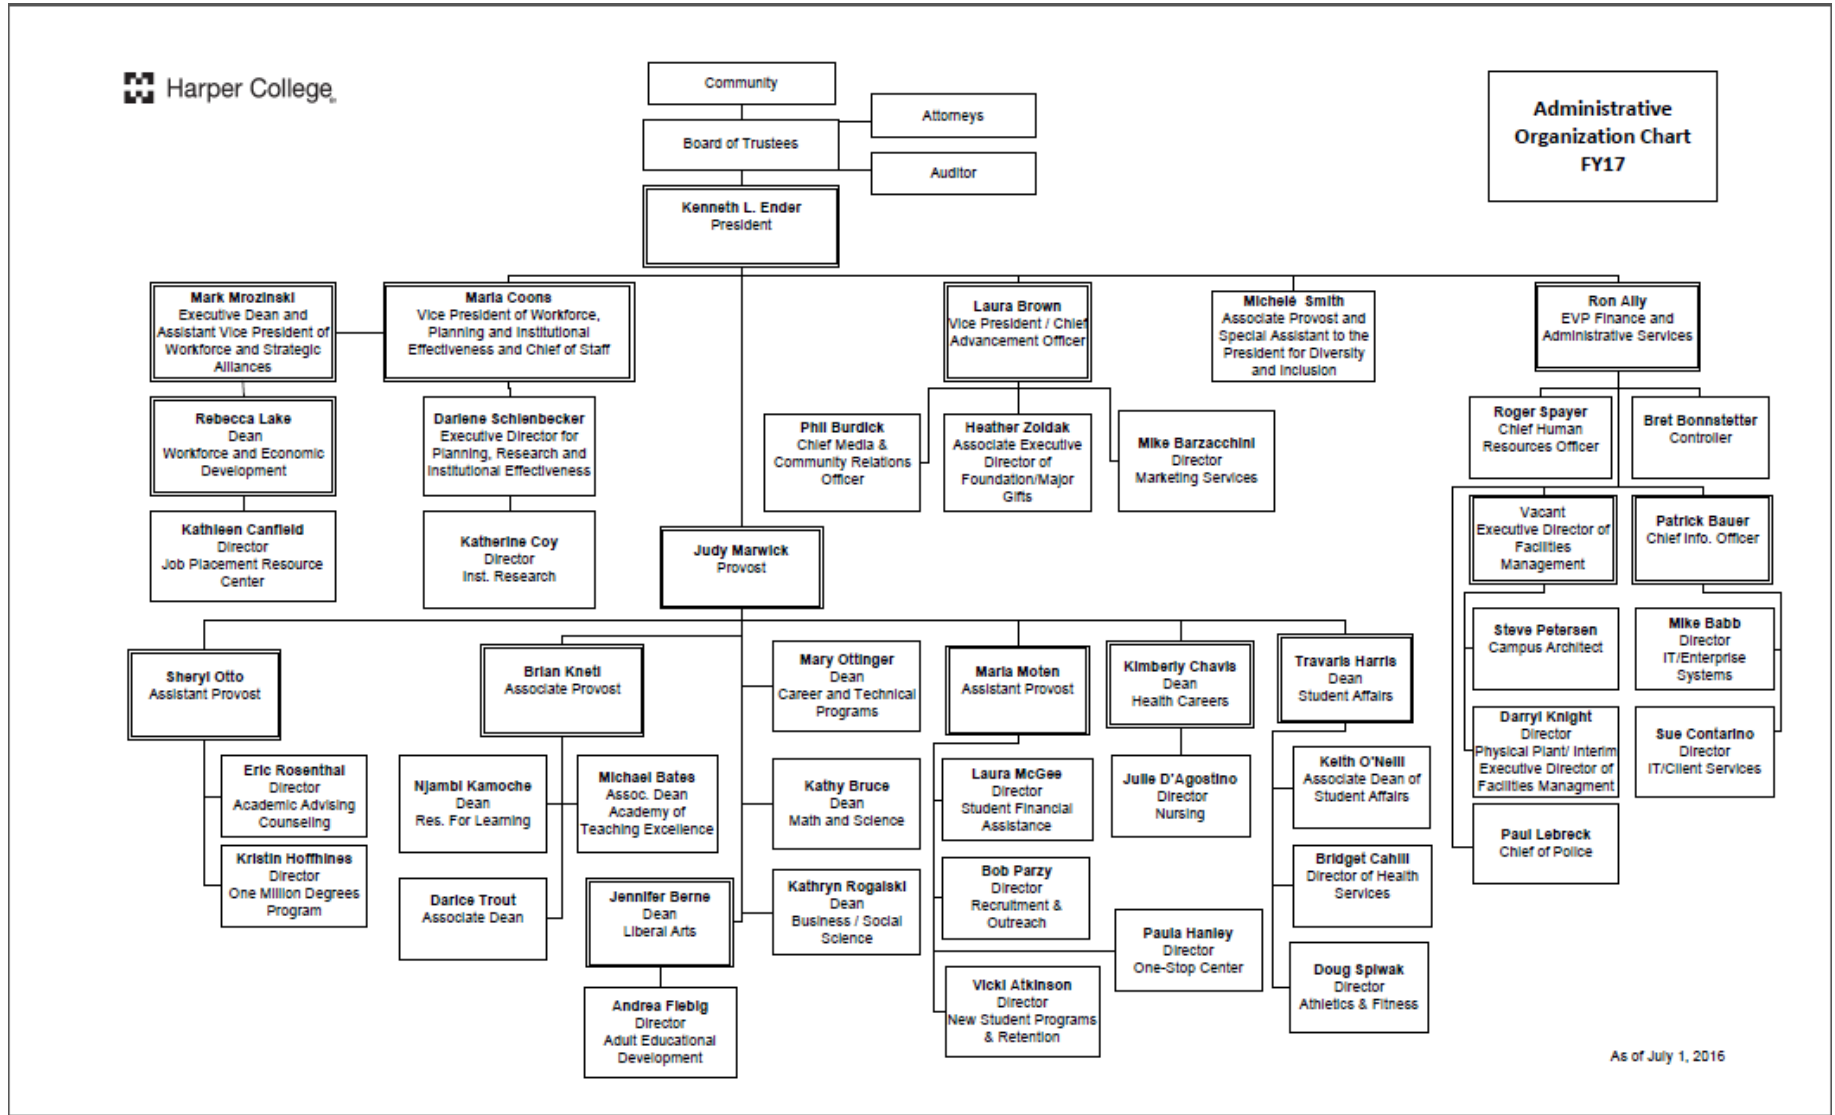 Harper College
Administrative
Organization Chart
FY17
Community
Board of Trustees
Attorneys
Auditor
Kenneth L. Ender
President
Mark Mrozinski
Executive Dean and
Assistant Vice President of
Workforce and Strategic
Alliances
Maria Coons
Vice President of Workforce,
Planning and Institutional
Effectiveness and Chief of Staff
Laura Brown
Vice President / Chief
Advancement Officer
Michelé Smith
Associate Provost and
Special Assistant to the
President for Diversity
and Inclusion
Ron Ally
EVP Finance and
Administrative Services
Rebecca Lake
Dean
Workforce and Economic
Development
Darlene Schlenbecker
Executive Director for
Planning, Research and
Institutional Effectiveness
Phil Burdick
Chief Media &
Community Relations
Officer
Heather Zoldak
Associate Executive
Director of
Foundation/Major
Gifts
Mike Barzacchini
Director
Marketing Services
Roger Spayer
Chief Human
Resources Officer
Bret Bonnstetter
Controller
Kathleen Canfield
Director
Job Placement Resource
Center
Katherine Coy
Director
Inst. Research
Judy Marwick
Provost
Vacant
Executive Director of
Facilities
Management
Patrick Bauer
Chief Info. Officer
Steve Petersen
Campus Architect
Mike Babb
Director
IT/Enterprise
Systems
Darryl Knight
Director
Physical Plant/ Interim
Executive Director of
Facilities Managment
Sue Contarino
Director
IT/Client Services
Paul Lebreck
Chief of Police
Sheryl Otto
Assistant Provost
Brian Knetl
Associate Provost
Mary Ottinger
Dean
Career and Technical
Programs
Maria Moten
Assistant Provost
Kimberly Chavis
Dean
Health Careers
Travaris Harris
Dean
Student Affairs
Eric Rosenthal
Director
Academic Advising
Counseling
Njambi Kamoche
Dean
Res. For Learning
Michael Bates
Assoc. Dean
Academy of
Teaching Excellence
Kathy Bruce
Dean
Math and Science
Laura McGee
Director
Student Financial
Assistance
Julie D'Agostino
Director
Nursing
Keith O'Neill
Associate Dean of
Student Affairs
Kristin Hoffhines
Director
One Million Degrees
Program
Darice Trout
Associate Dean
Jennifer Berne
Dean
Liberal Arts
Kathryn Rogalski
Dean
Business / Social
Science
Bob Parzy
Director
Recruitment &
Outreach
Bridget Cahill
Director of Health
Services
Paula Hanley
Director
One-Stop Center
Andrea Fiebig
Director
Adult Educational
Development
Vicki Atkinson
Director
New Student Programs
& Retention
Doug Spiwak
Director
Athletics & Fitness
As of July 1, 2016